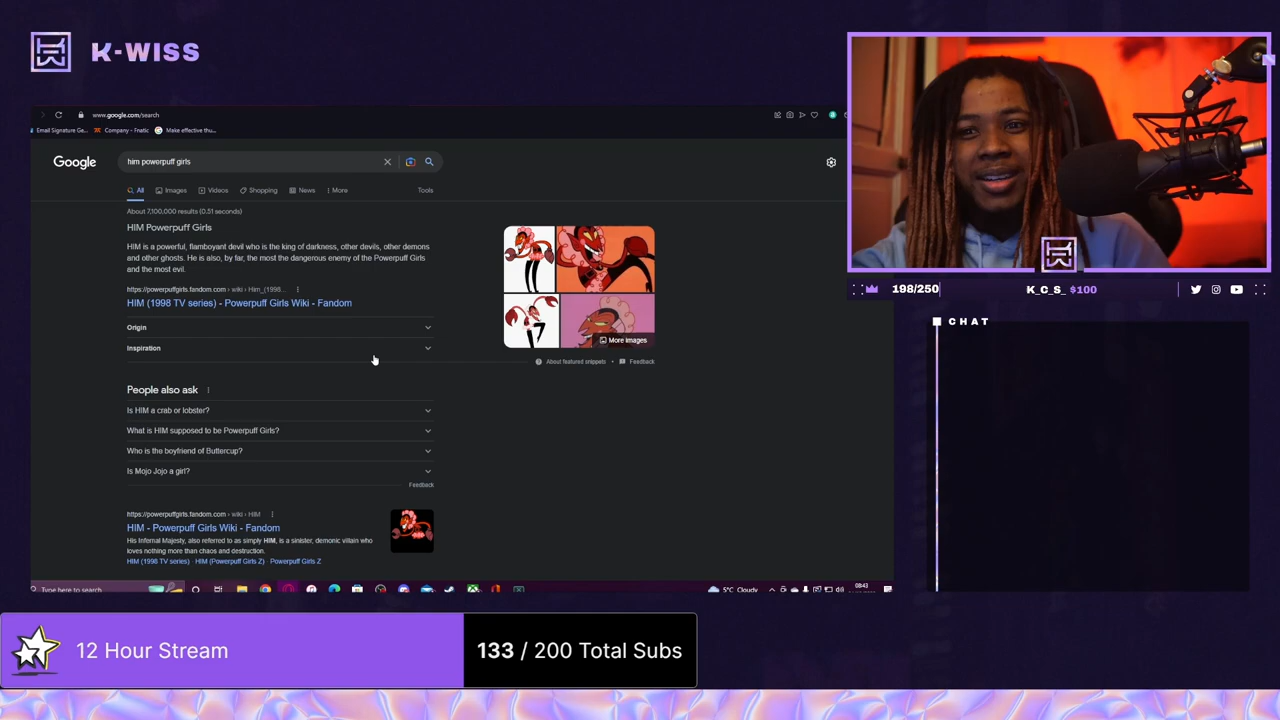 K-WISS
www.google.com/search
Email Signature Ge...
Company - Fnatic
Make effective thu...
Google
him powerpuff girls
All
Images
Videos
Shopping
News
More
Tools
About 7,100,000 results (0.51 seconds)
HIM Powerpuff Girls
HIM is a powerful, flamboyant devil who is the king of darkness, other devils, other demons
and other ghosts. He is also, by far, the most the dangerous enemy of the Powerpuff Girls
and the most evil.
https://powerpuffgirls.fandom.com › wiki › Him_(1998...
HIM (1998 TV series) - Powerpuff Girls Wiki - Fandom
Origin
Inspiration
More images
About featured snippets • Feedback
People also ask
Is HIM a crab or lobster?
What is HIM supposed to be Powerpuff Girls?
Who is the boyfriend of Buttercup?
Is Mojo Jojo a girl?
Feedback
https://powerpuffgirls.fandom.com › wiki › HIM
HIM - Powerpuff Girls Wiki - Fandom
His Infernal Majesty, also referred to as simply HIM, is a sinister, demonic villain who
loves nothing more than chaos and destruction.
HIM (1998 TV series) · HIM (Powerpuff Girls Z) · Powerpuff Girls Z
Type here to search
5°C Cloudy
08:43
198/250
K_C_S_ $100
CHAT
12 Hour Stream
133 / 200 Total Subs